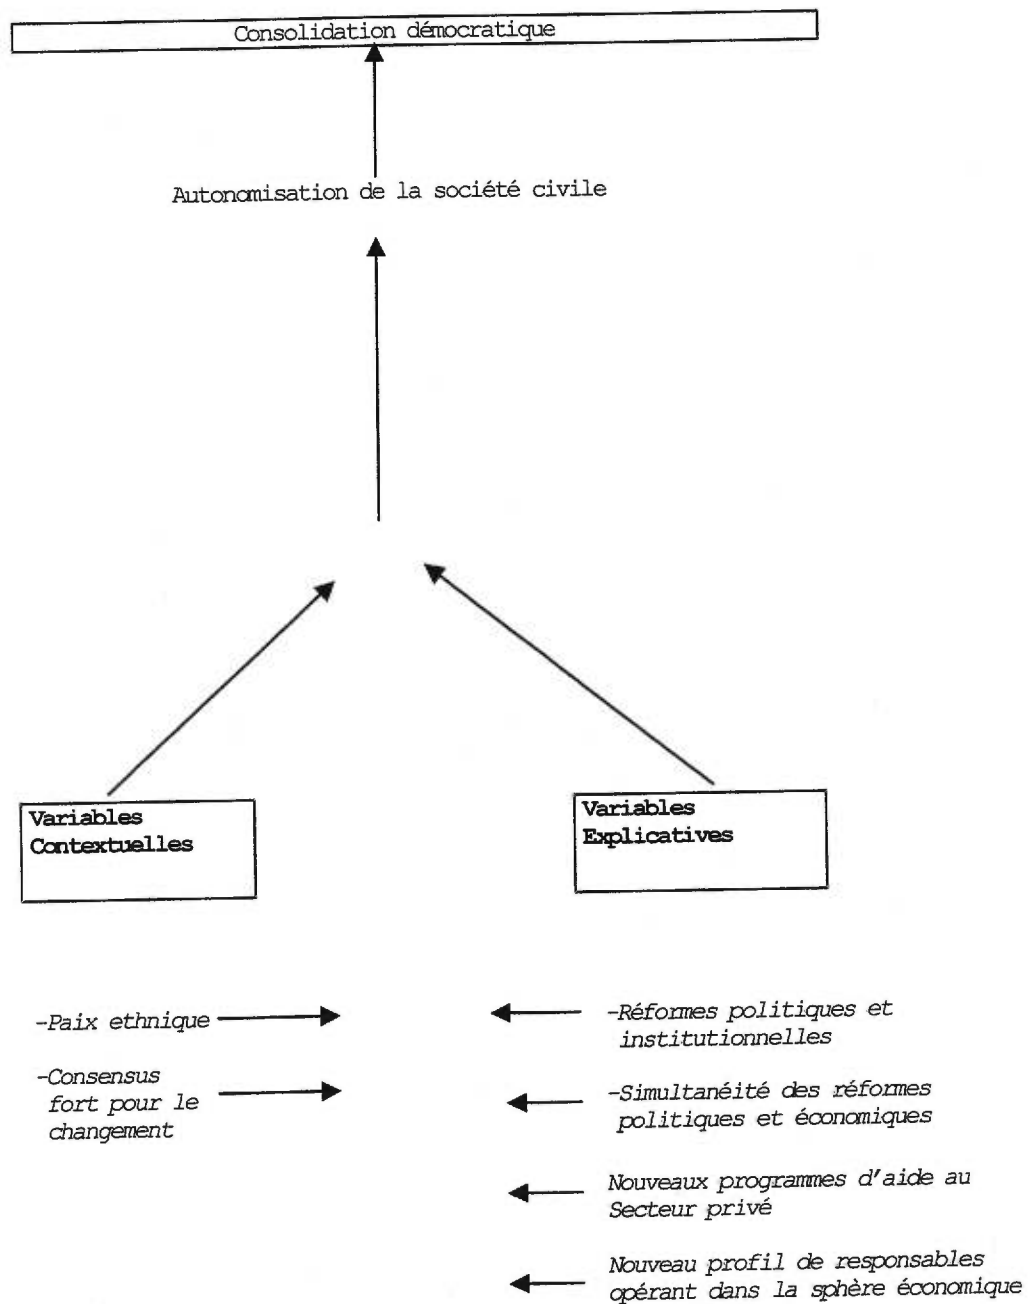 Consolidation démocratique
Autonomisation de la société civile
Variables
Contextuelles
Variables
Explicatives
-Paix ethnique
-Consensus
fort pour le
changement
-Réformes politiques et
institutionnelles
-Simultanéité des réformes
politiques et économiques
Nouveaux programmes d'aide au
Secteur privé
Nouveau profil de responsables
opérant dans la sphère économique